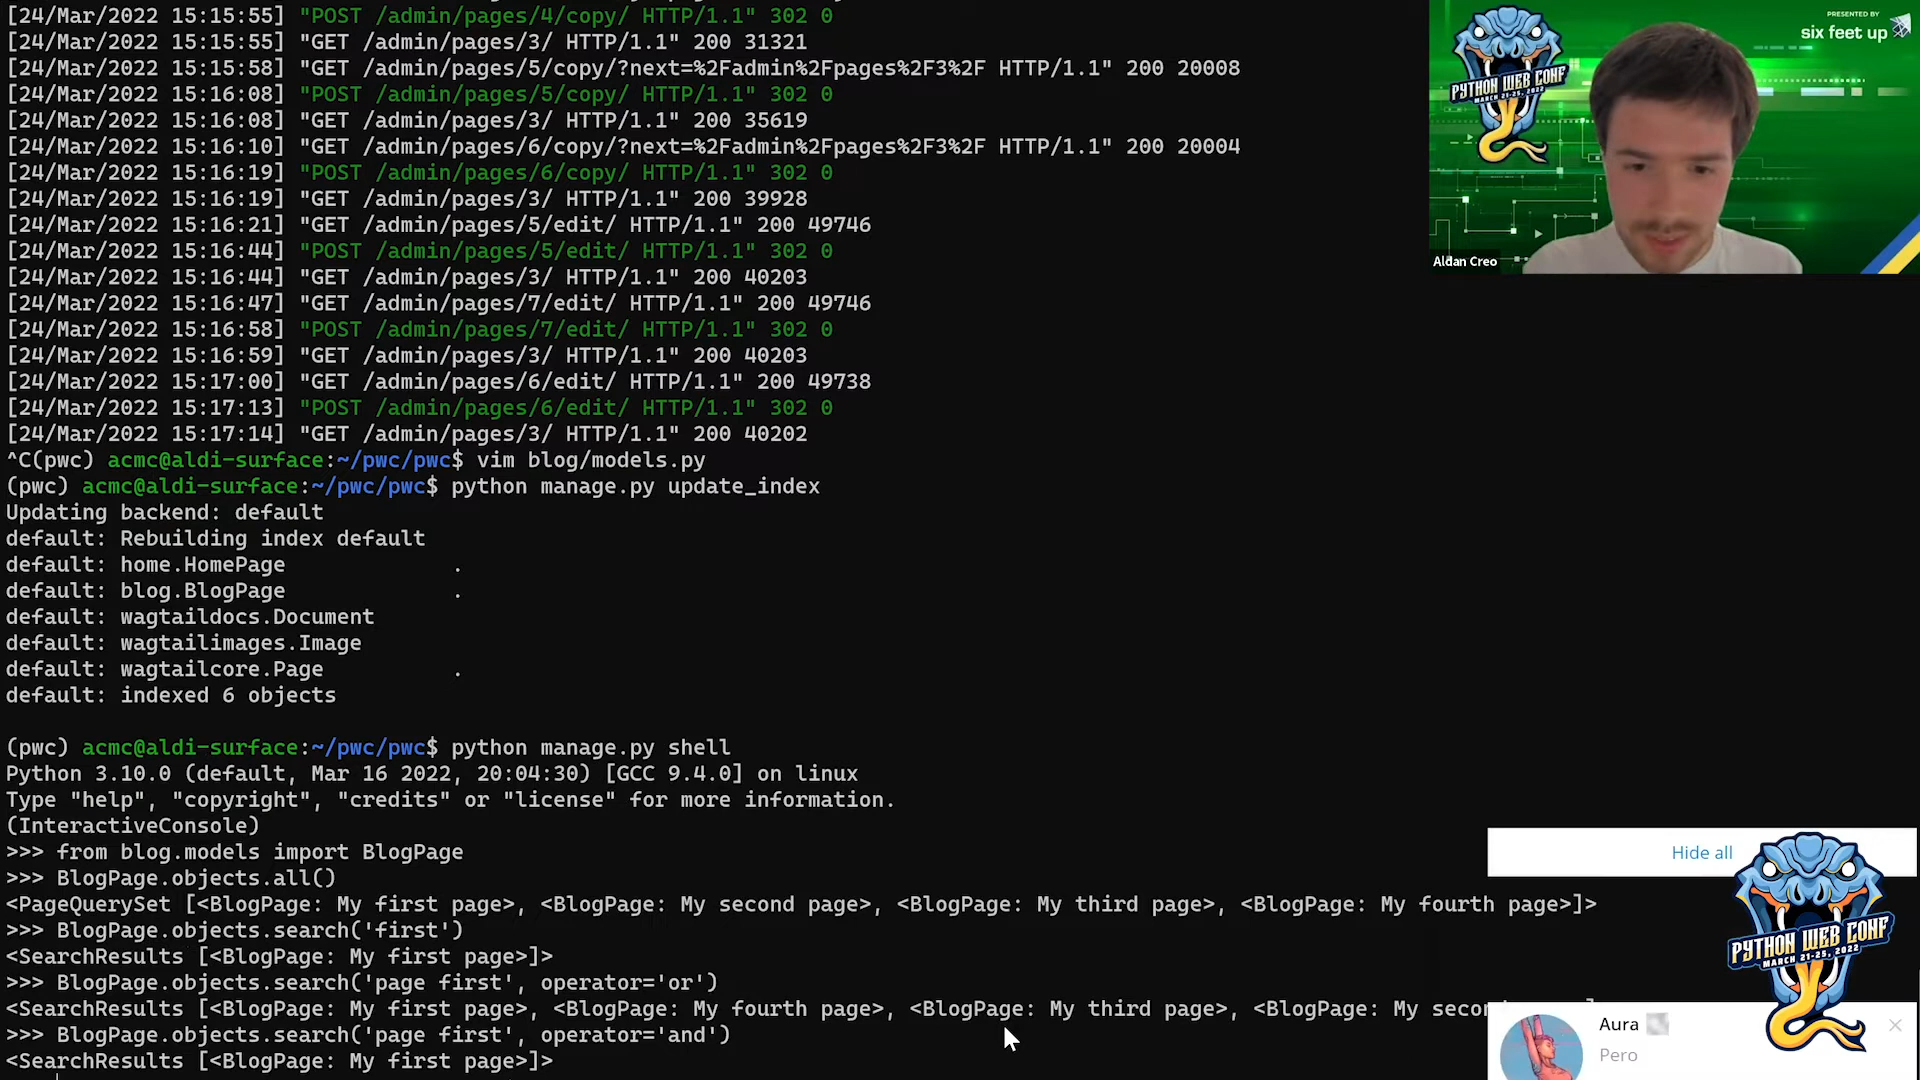 [24/Mar/2022 15:15:55] "POST /admin/pages/4/copy/ HTTP/1.1" 302 0
[24/Mar/2022 15:15:55] "GET /admin/pages/3/ HTTP/1.1" 200 31321
[24/Mar/2022 15:15:58] "GET /admin/pages/5/copy/?next=%2Fadmin%2Fpages%2F3%2F HTTP/1.1" 200 20008
[24/Mar/2022 15:16:08] "POST /admin/pages/5/copy/ HTTP/1.1" 302 0
[24/Mar/2022 15:16:08] "GET /admin/pages/3/ HTTP/1.1" 200 35619
[24/Mar/2022 15:16:10] "GET /admin/pages/6/copy/?next=%2Fadmin%2Fpages%2F3%2F HTTP/1.1" 200 20004
[24/Mar/2022 15:16:19] "POST /admin/pages/6/copy/ HTTP/1.1" 302 0
[24/Mar/2022 15:16:19] "GET /admin/pages/3/ HTTP/1.1" 200 39928
[24/Mar/2022 15:16:21] "GET /admin/pages/5/edit/ HTTP/1.1" 200 49746
[24/Mar/2022 15:16:44] "POST /admin/pages/5/edit/ HTTP/1.1" 302 0
[24/Mar/2022 15:16:44] "GET /admin/pages/3/ HTTP/1.1" 200 40203
[24/Mar/2022 15:16:47] "GET /admin/pages/7/edit/ HTTP/1.1" 200 49746
[24/Mar/2022 15:16:58] "POST /admin/pages/7/edit/ HTTP/1.1" 302 0
[24/Mar/2022 15:16:59] "GET /admin/pages/3/ HTTP/1.1" 200 40203
[24/Mar/2022 15:17:00] "GET /admin/pages/6/edit/ HTTP/1.1" 200 49738
[24/Mar/2022 15:17:13] "POST /admin/pages/6/edit/ HTTP/1.1" 302 0
[24/Mar/2022 15:17:14] "GET /admin/pages/3/ HTTP/1.1" 200 40202
^C(pwc) acmc@aldi-surface:~/pwc/pwc$ vim blog/models.py
(pwc) acmc@aldi-surface:~/pwc/pwc$ python manage.py update_index
Updating backend: default
default: Rebuilding index default
default: home.HomePage .
default: blog.BlogPage .
default: wagtaildocs.Document
default: wagtailimages.Image
default: wagtailcore.Page .
default: indexed 6 objects
(pwc) acmc@aldi-surface:~/pwc/pwc$ python manage.py shell
Python 3.10.0 (default, Mar 16 2022, 20:04:30) [GCC 9.4.0] on linux
Type "help", "copyright", "credits" or "license" for more information.
(InteractiveConsole)
>>> from blog.models import BlogPage
>>> BlogPage.objects.all()
<PageQuerySet [<BlogPage: My first page>, <BlogPage: My second page>, <BlogPage: My third page>, <BlogPage: My fourth page>]>
>>> BlogPage.objects.search('first')
<SearchResults [<BlogPage: My first page>]>
>>> BlogPage.objects.search('page first', operator='or')
<SearchResults [<BlogPage: My first page>, <BlogPage: My fourth page>, <BlogPage: My third page>, <BlogPage: My secon
>>> BlogPage.objects.search('page first', operator='and')
<SearchResults [<BlogPage: My first page>]>
PRESENTED BY
six feet up
PYTHON WEB CONF
MARCH 21-25, 2022
Aldan Creo
Hide all
PYTHON WEB CONF
MARCH 21-25, 2022
Aura
Pero